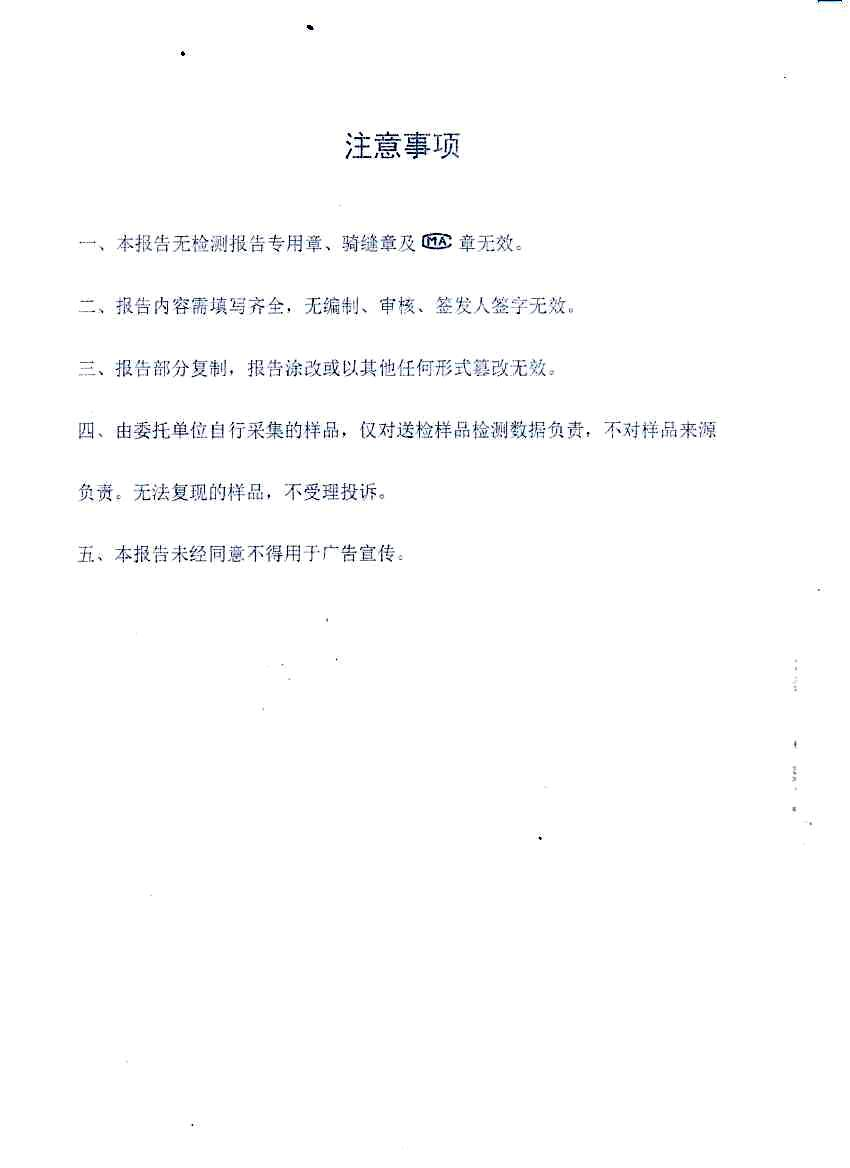 注意事项
一、本报告无检测报告专用章、骑缝章及 MA 章无效。
二、报告内容需填写齐全，无编制、审核、签发人签字无效。
三、报告部分复制，报告涂改或以其他任何形式篡改无效。
四、由委托单位自行采集的样品，仅对送检样品检测数据负责，不对样品来源
负责。无法复现的样品，不受理投诉。
五、本报告未经同意不得用于广告宣传。